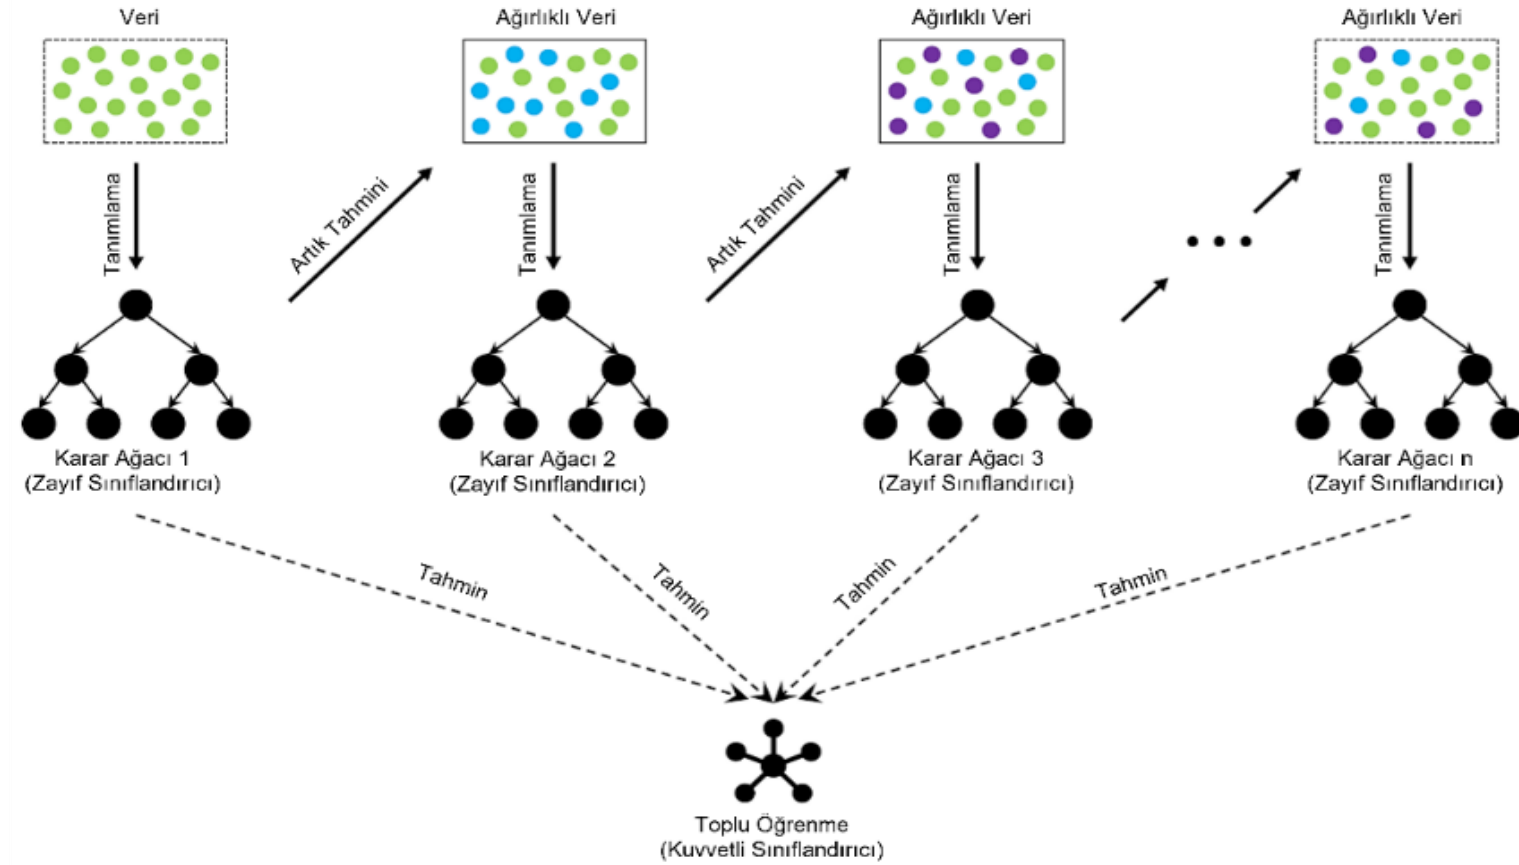 Veri
Ağırlıklı Veri
Ağırlıklı Veri
Ağırlıklı Veri
Tanımlama
Artık Tahmini
Tanımlama
Artık Tahmini
Tanımlama
Tanımlama
Karar Ağacı 1
(Zayıf Sınıflandırıcı)
Karar Ağacı 2
(Zayıf Sınıflandırıcı)
Karar Ağacı 3
(Zayıf Sınıflandırıcı)
Karar Ağacı n
(Zayıf Sınıflandırıcı)
Tahmin
Tahmin
Tahmin
Tahmin
Toplu Öğrenme
(Kuvvetli Sınıflandırıcı)